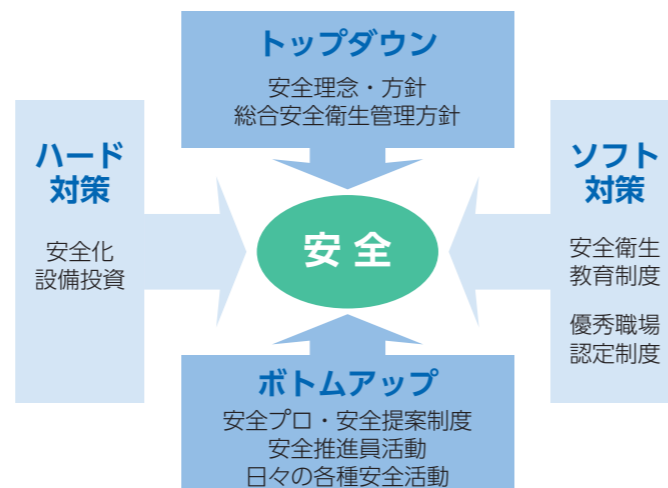 トップダウン
安全理念・方針
総合安全衛生管理方針
ハード
対策
安全化
設備投資
安全
ソフト
対策
安全衛生
教育制度
優秀職場
認定制度
ボトムアップ
安全プロ・安全提案制度
安全推進員活動
日々の各種安全活動